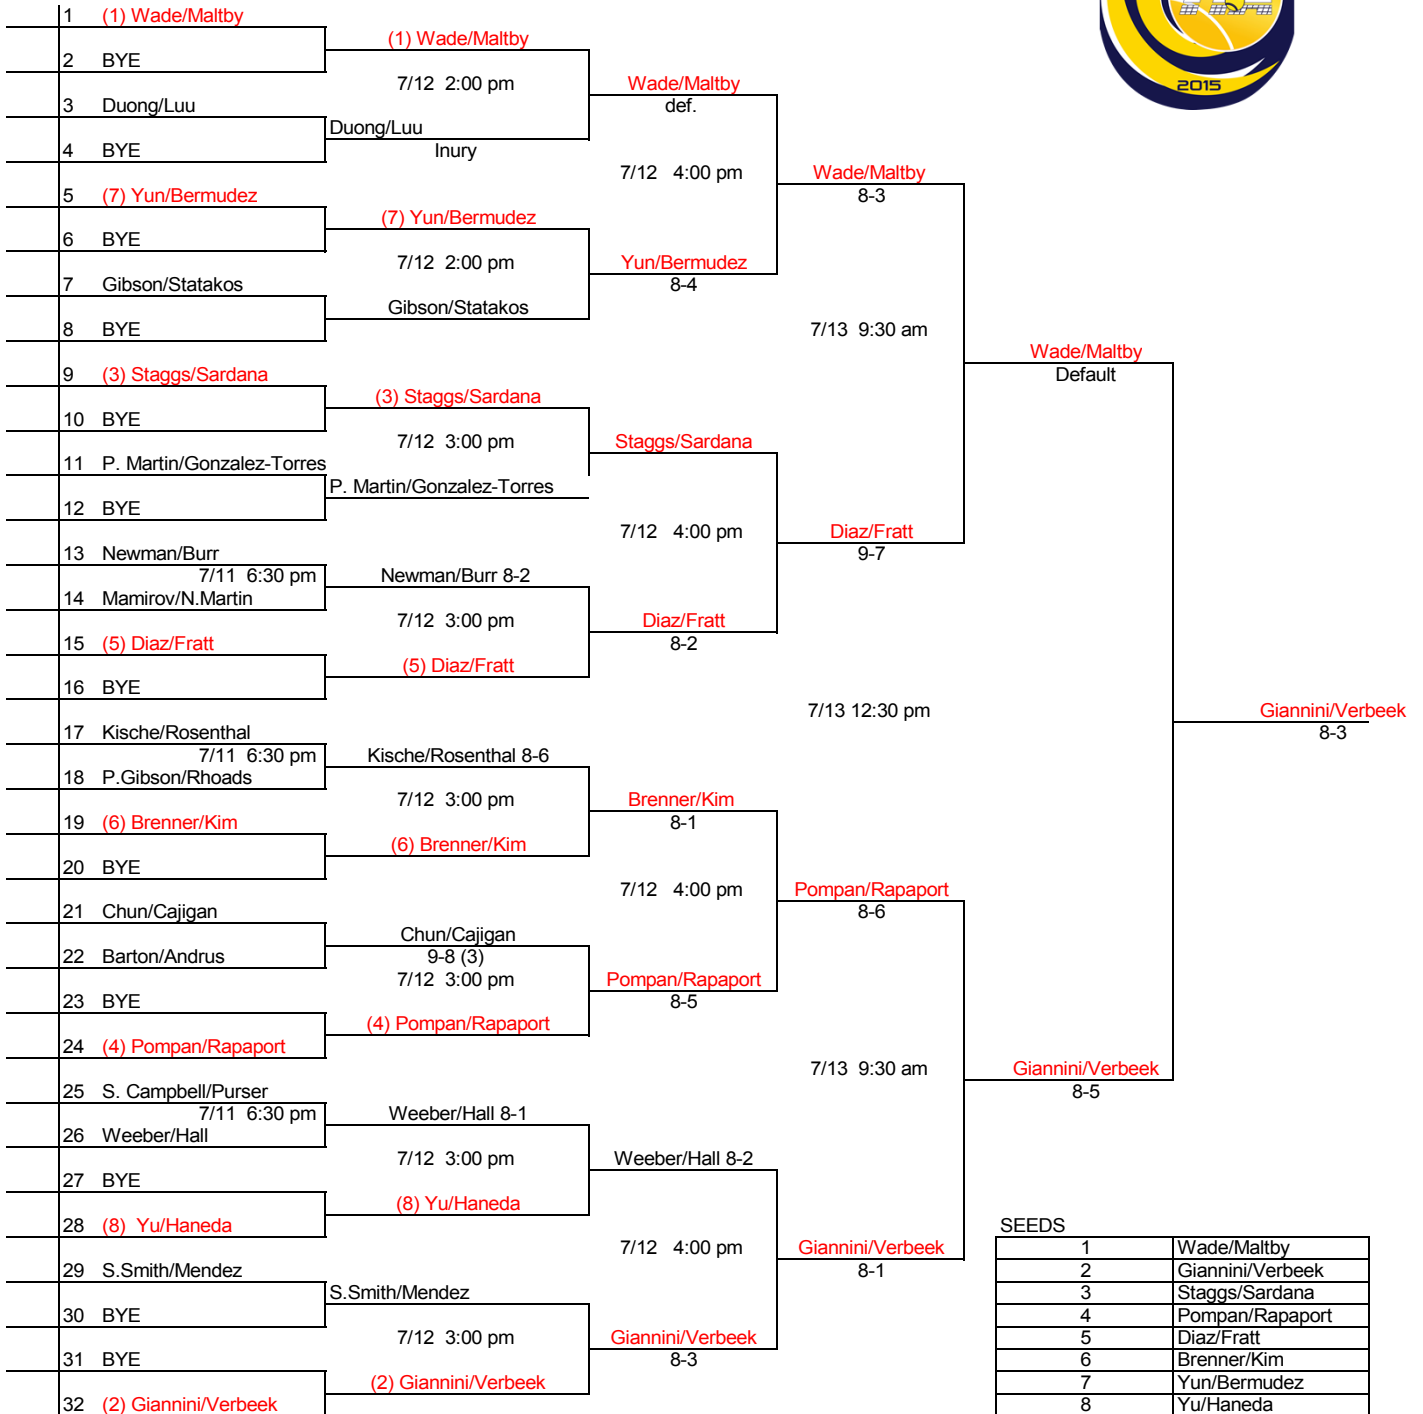 2015
1 (1) Wade/Maltby
(1) Wade/Maltby
2 BYE
7/12 2:00 pm
Wade/Maltby
def.
3 Duong/Luu
Duong/Luu
Inury
4 BYE
7/12 4:00 pm
Wade/Maltby
8-3
5 (7) Yun/Bermudez
(7) Yun/Bermudez
6 BYE
7/12 2:00 pm
Yun/Bermudez
8-4
7 Gibson/Statakos
Gibson/Statakos
8 BYE
7/13 9:30 am
Wade/Maltby
Default
9 (3) Staggs/Sardana
(3) Staggs/Sardana
10 BYE
7/12 3:00 pm
Staggs/Sardana
11 P. Martin/Gonzalez-Torres
P. Martin/Gonzalez-Torres
12 BYE
7/12 4:00 pm
Diaz/Fratt
9-7
13 Newman/Burr
7/11 6:30 pm
Newman/Burr 8-2
14 Mamirov/N.Martin
7/12 3:00 pm
Diaz/Fratt
8-2
15 (5) Diaz/Fratt
(5) Diaz/Fratt
16 BYE
7/13 12:30 pm
Giannini/Verbeek
8-3
17 Kische/Rosenthal
7/11 6:30 pm
Kische/Rosenthal 8-6
18 P.Gibson/Rhoads
7/12 3:00 pm
Brenner/Kim
8-1
19 (6) Brenner/Kim
(6) Brenner/Kim
20 BYE
7/12 4:00 pm
Pompan/Rapaport
8-6
21 Chun/Cajigan
Chun/Cajigan
9-8 (3)
22 Barton/Andrus
7/12 3:00 pm
Pompan/Rapaport
8-5
23 BYE
(4) Pompan/Rapaport
24 (4) Pompan/Rapaport
7/13 9:30 am
Giannini/Verbeek
8-5
25 S. Campbell/Purser
7/11 6:30 pm
Weeber/Hall 8-1
26 Weeber/Hall
7/12 3:00 pm
Weeber/Hall 8-2
27 BYE
(8) Yu/Haneda
28 (8) Yu/Haneda
7/12 4:00 pm
Giannini/Verbeek
8-1
29 S.Smith/Mendez
S.Smith/Mendez
30 BYE
7/12 3:00 pm
Giannini/Verbeek
8-3
31 BYE
(2) Giannini/Verbeek
32 (2) Giannini/Verbeek
SEEDS
1 Wade/Maltby
2 Giannini/Verbeek
3 Staggs/Sardana
4 Pompan/Rapaport
5 Diaz/Fratt
6 Brenner/Kim
7 Yun/Bermudez
8 Yu/Haneda